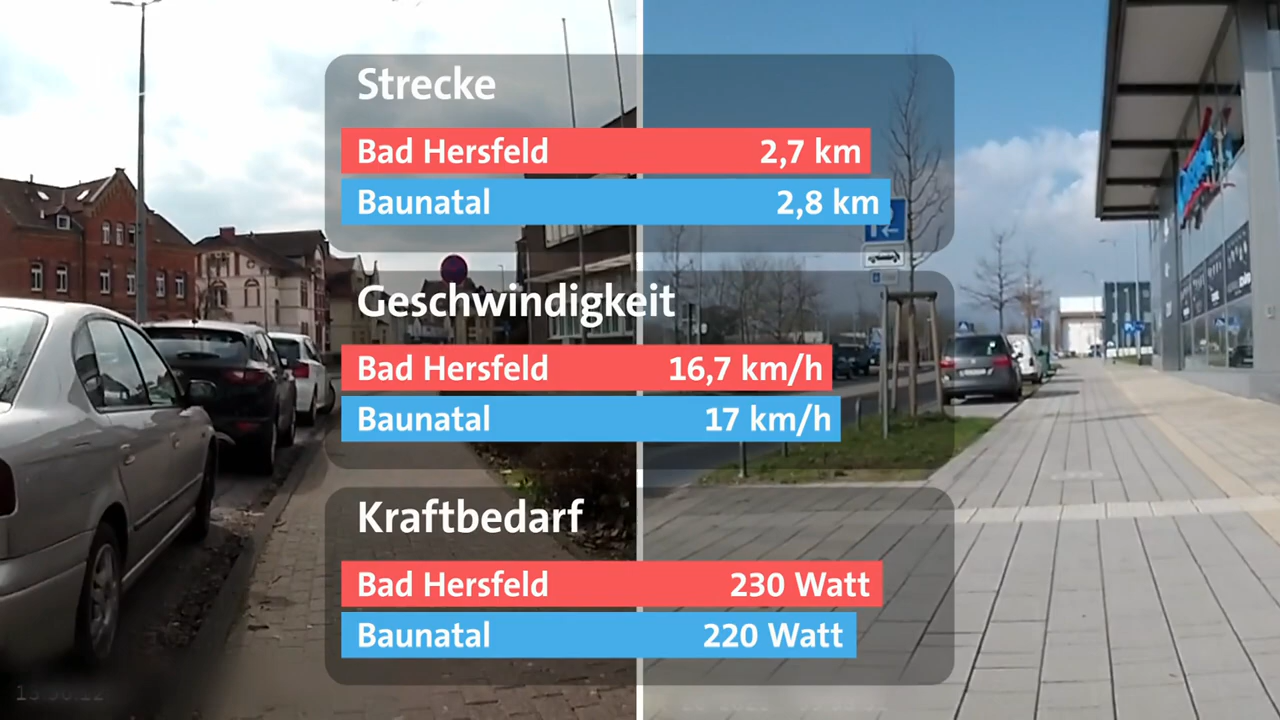 Strecke
Bad Hersfeld 2,7 km
Baunatal 2,8 km
Geschwindigkeit
Bad Hersfeld 16,7 km/h
Baunatal 17 km/h
Kraftbedarf
Bad Hersfeld 230 Watt
Baunatal 220 Watt